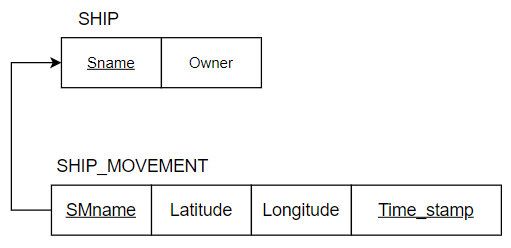 SHIP
Sname Owner
SHIP_MOVEMENT
SMname Latitude Longitude Time_stamp